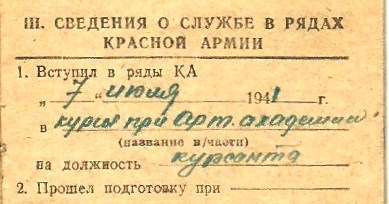 III. СВЕДЕНИЯ О СЛУЖБЕ В РЯДАХ
КРАСНОЙ АРМИИ
1. Вступил в ряды КА
„ 7 “ июля 1941 г.
в курсы при Арт. академии
(название в/части)
на должность курсанта
2. Прошел подготовку при